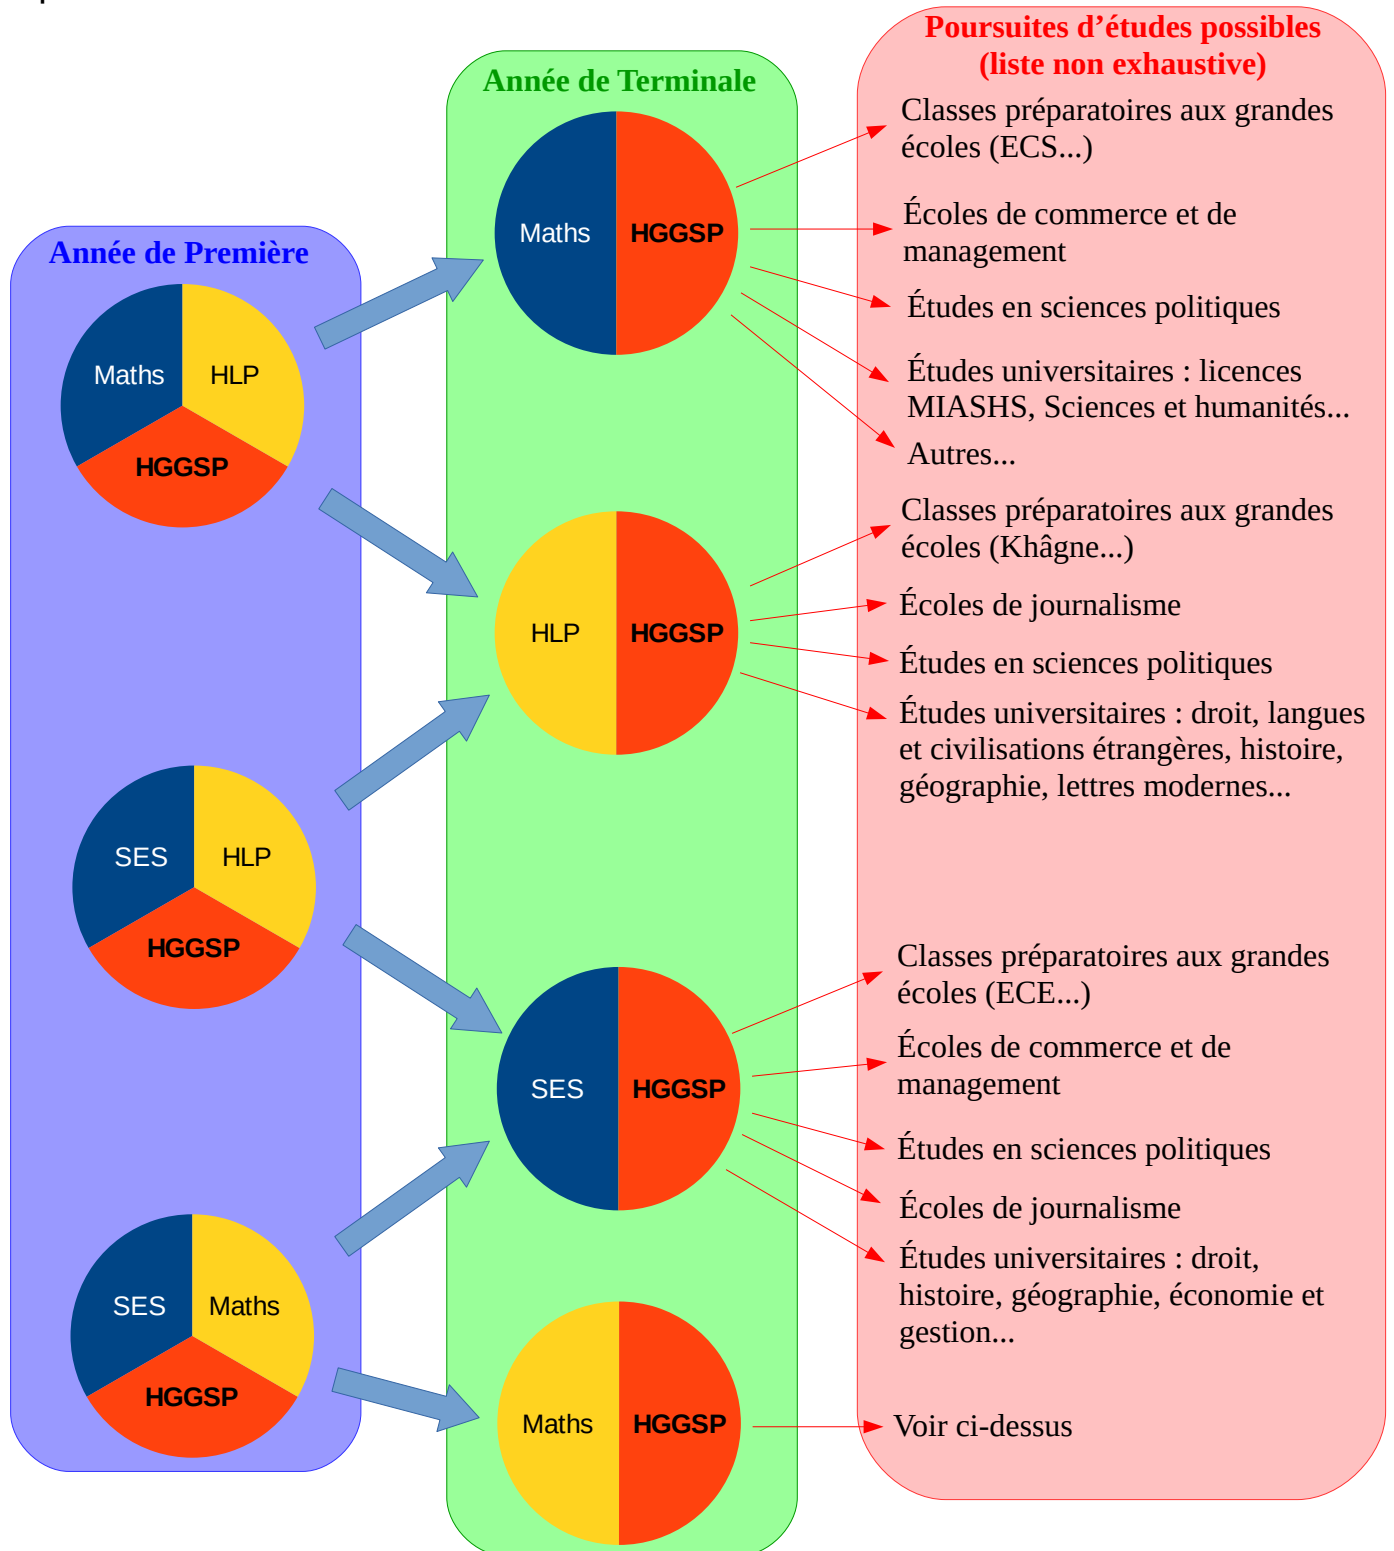 Année de Première
Maths
HLP
HGGSP
SES
HLP
HGGSP
SES
Maths
HGGSP
Année de Terminale
Maths
HGGSP
HLP
HGGSP
SES
HGGSP
Maths
HGGSP
Poursuites d’études possibles
(liste non exhaustive)
Classes préparatoires aux grandes
écoles (ECS...)
Écoles de commerce et de
management
Études en sciences politiques
Études universitaires : licences
MIASHS, Sciences et humanités...
Autres...
Classes préparatoires aux grandes
écoles (Khâgne...)
Écoles de journalisme
Études en sciences politiques
Études universitaires : droit, langues
et civilisations étrangères, histoire,
géographie, lettres modernes...
Classes préparatoires aux grandes
écoles (ECE...)
Écoles de commerce et de
management
Études en sciences politiques
Écoles de journalisme
Études universitaires : droit,
histoire, géographie, économie et
gestion...
Voir ci-dessus